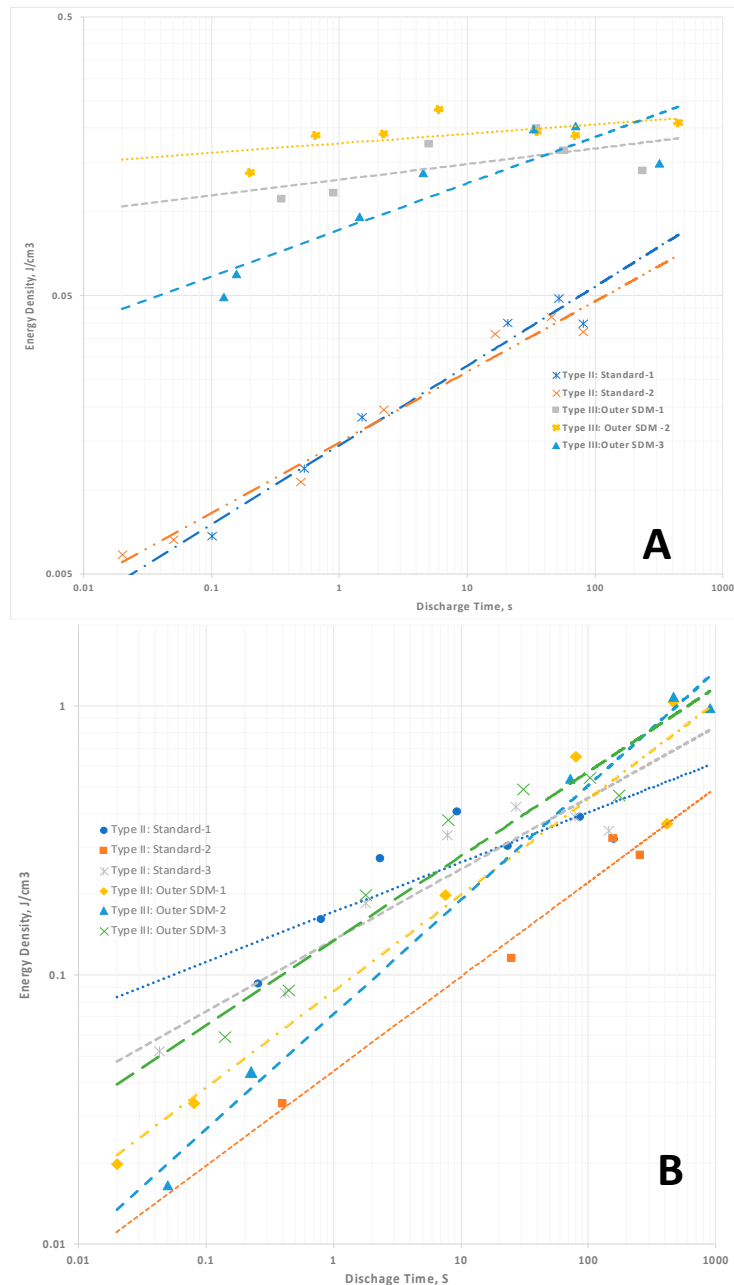 0.5
0.05
0.005
Energy Density, J/cm3
Type II: Standard-1
Type II: Standard-2
Type III:Outer SDM-1
Type III: Outer SDM -2
Type III:Outer SDM-3
A
0.01
0.1
1
10
100
1000
Discharge Time, s
1
0.1
0.01
Energy Density, J/cm3
Type II: Standard-1
Type II: Standard-2
Type II: Standard-3
Type III: Outer SDM-1
Type III: Outer SDM-2
Type III: Outer SDM-3
B
0.01
0.1
1
10
100
1000
Dischage Time, S